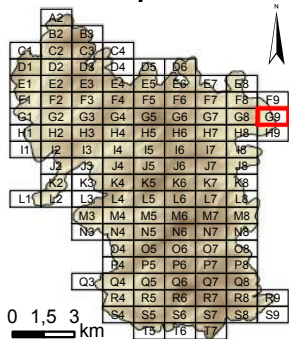 N
A2
B2 B3
C1 C2 C3 C4
D1 D2 D3 D4 D5 D6
E1 E2 E3 E4 E5 E6 E7 E8
F1 F2 F3 F4 F5 F6 F7 F8 F9
G1 G2 G3 G4 G5 G6 G7 G8 G9
H1 H2 H3 H4 H5 H6 H7 H8 H9
I1 I2 I3 I4 I5 I6 I7 I8
J2 J3 J4 J5 J6 J7 J8
K2 K3 K4 K5 K6 K7 K8
L1 L2 L3 L4 L5 L6 L7 L8
M3 M4 M5 M6 M7 M8
N3 N4 N5 N6 N7 N8
O4 O5 O6 O7 O8
P4 P5 P6 P7 P8
Q3 Q4 Q5 Q6 Q7 Q8
R4 R5 R6 R7 R8 R9
S4 S5 S6 S7 S8 S9
T5 T6 T7
0 1,5 3
km